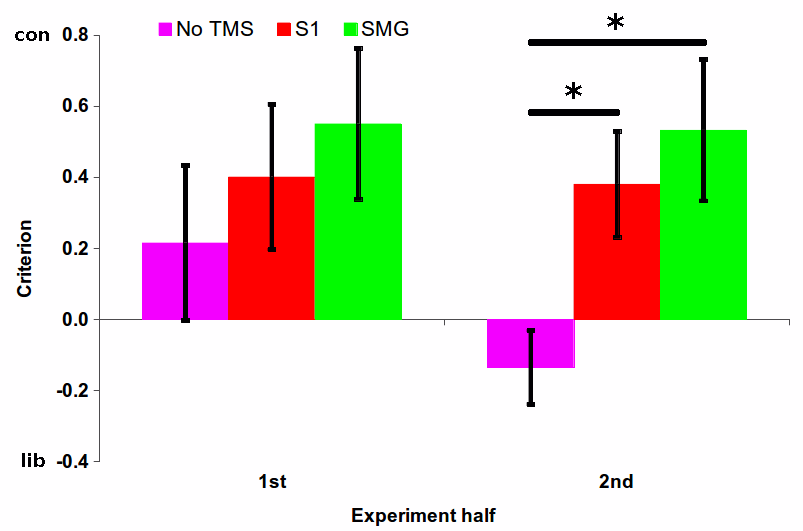 con
No TMS S1 SMG
0.8
0.6
0.4
0.2
0.0
-0.2
-0.4
lib
Criterion
*
*
1st 2nd
Experiment half